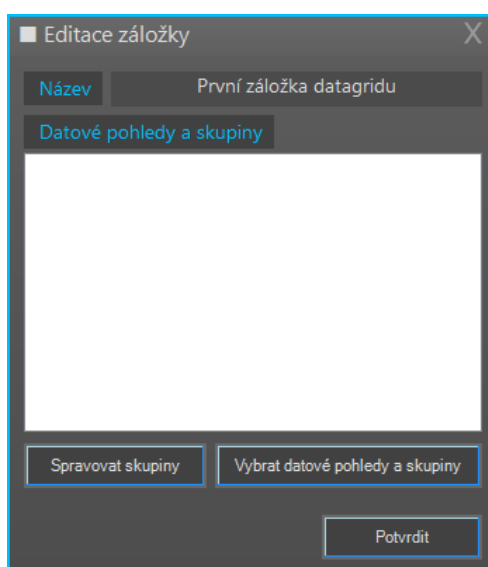 Editace záložky X
Název První záložka datagridu
Datové pohledy a skupiny
Spravovat skupiny Vybrat datové pohledy a skupiny
Potvrdit